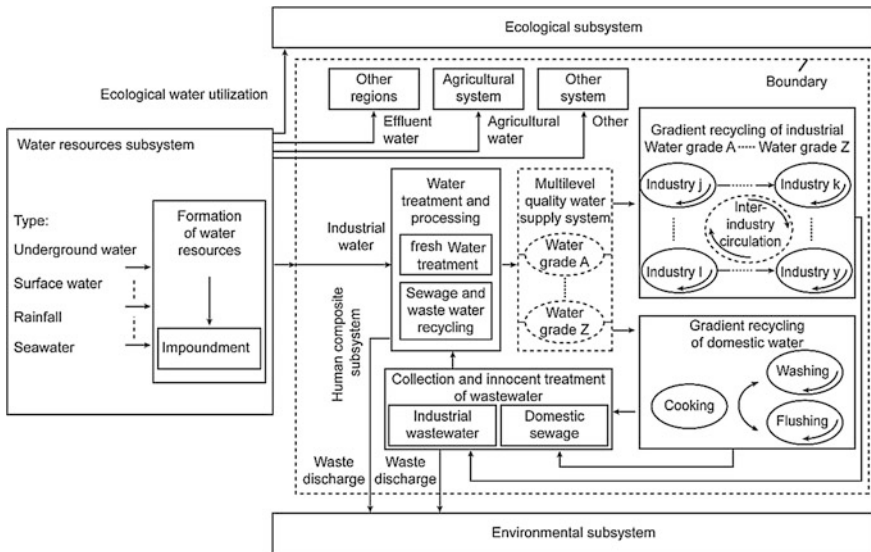 Ecological subsystem
Boundary
Ecological water utilization
Other
regions
Agricultural
system
Other
system
Effluent
water
Agricultural
water
Other
Water resources subsystem
Type:
Underground water
Surface water
Rainfall
Seawater
Formation
of water
resources
Impoundment
Industrial
water
Human composite
subsystem
Water
treatment and
processing
fresh Water
treatment
Sewage and
waste water
recycling
Multilevel
quality water
supply system
Water
grade A
Water
grade Z
Gradient recycling of industrial
Water grade A ····· Water grade Z
Industry j
Industry k
Inter-
industry
circulation
Industry l
Industry y
Gradient recycling
of domestic water
Cooking
Washing
Flushing
Collection and innocent treatment
of wastewater
Industrial
wastewater
Domestic
sewage
Waste
discharge
Waste
discharge
Environmental subsystem